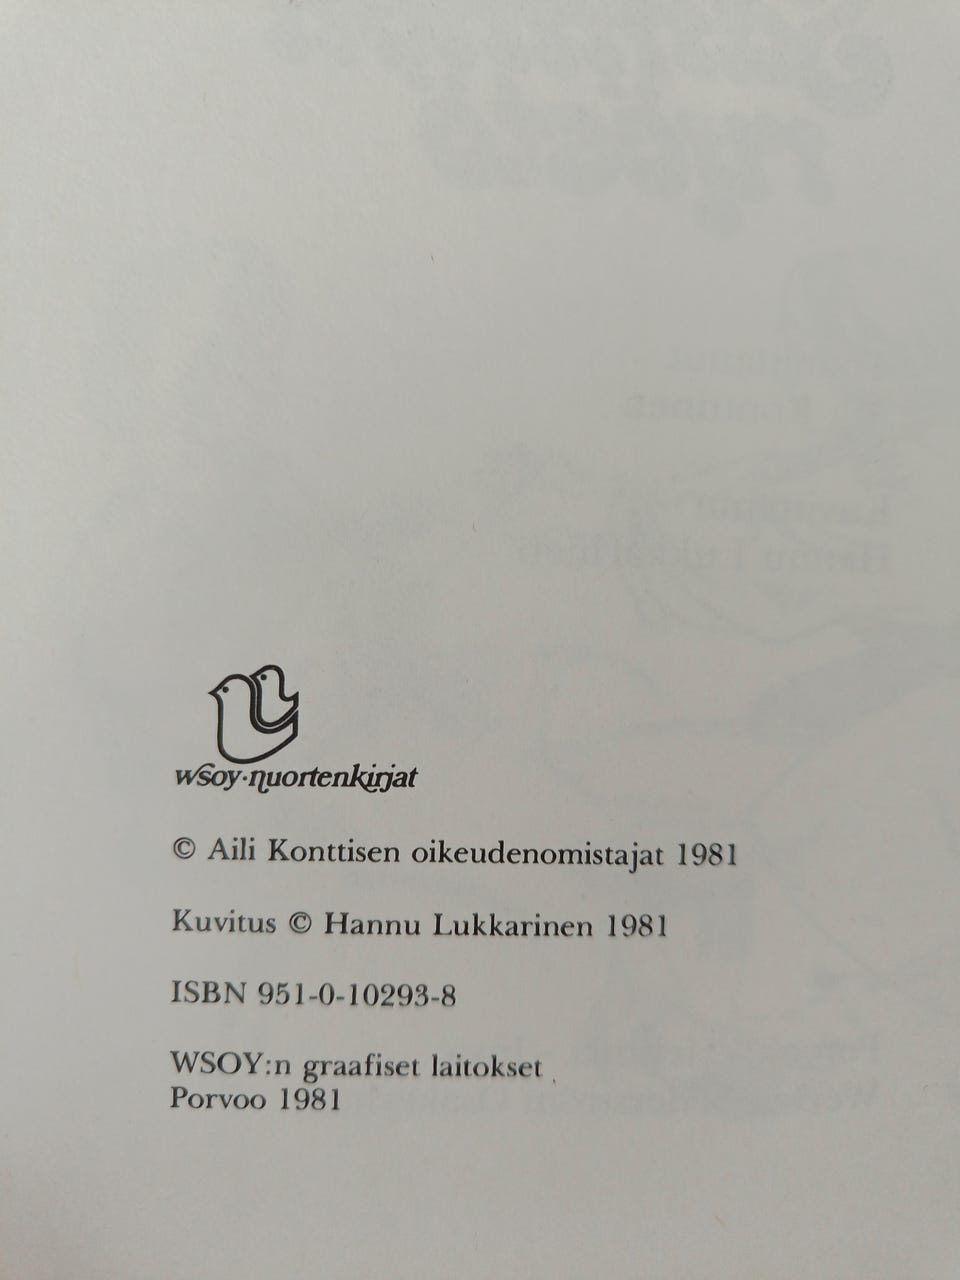 wsoy·nuortenkirjat
© Aili Konttisen oikeudenomistajat 1981
Kuvitus © Hannu Lukkarinen 1981
ISBN 951-0-10293-8
WSOY:n graafiset laitokset
Porvoo 1981